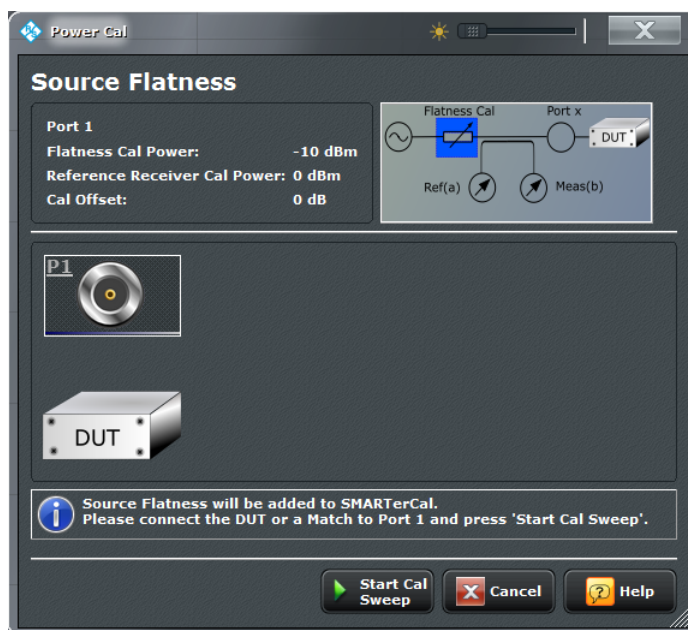 Power Cal
X
Source Flatness
Port 1
Flatness Cal Power: -10 dBm
Reference Receiver Cal Power: 0 dBm
Cal Offset: 0 dB
Flatness Cal
Port x
DUT
Ref(a)
Meas(b)
P1
DUT
Source Flatness will be added to SMARTerCal.
Please connect the DUT or a Match to Port 1 and press 'Start Cal Sweep'.
Start Cal
Sweep
Cancel
Help